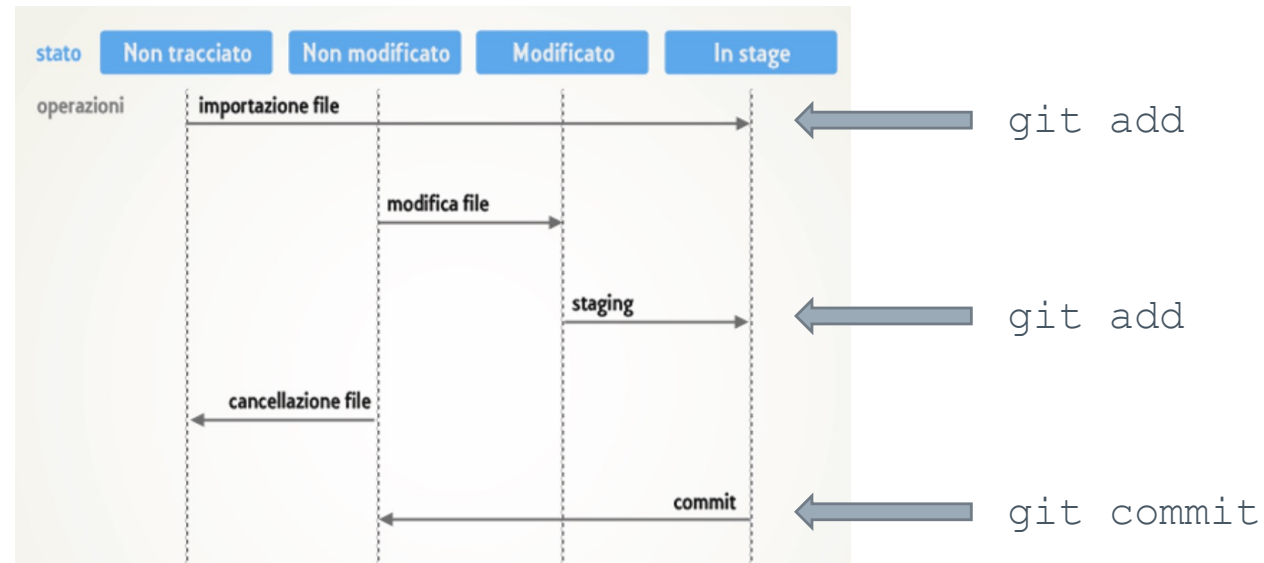 stato Non tracciato Non modificato Modificato In stage
operazioni importazione file git add
modifica file
staging git add
cancellazione file
commit git commit